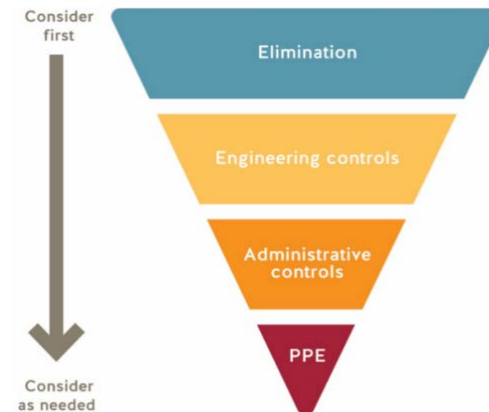 Consider
first
Elimination
Engineering controls
Administrative
controls
PPE
Consider
as needed